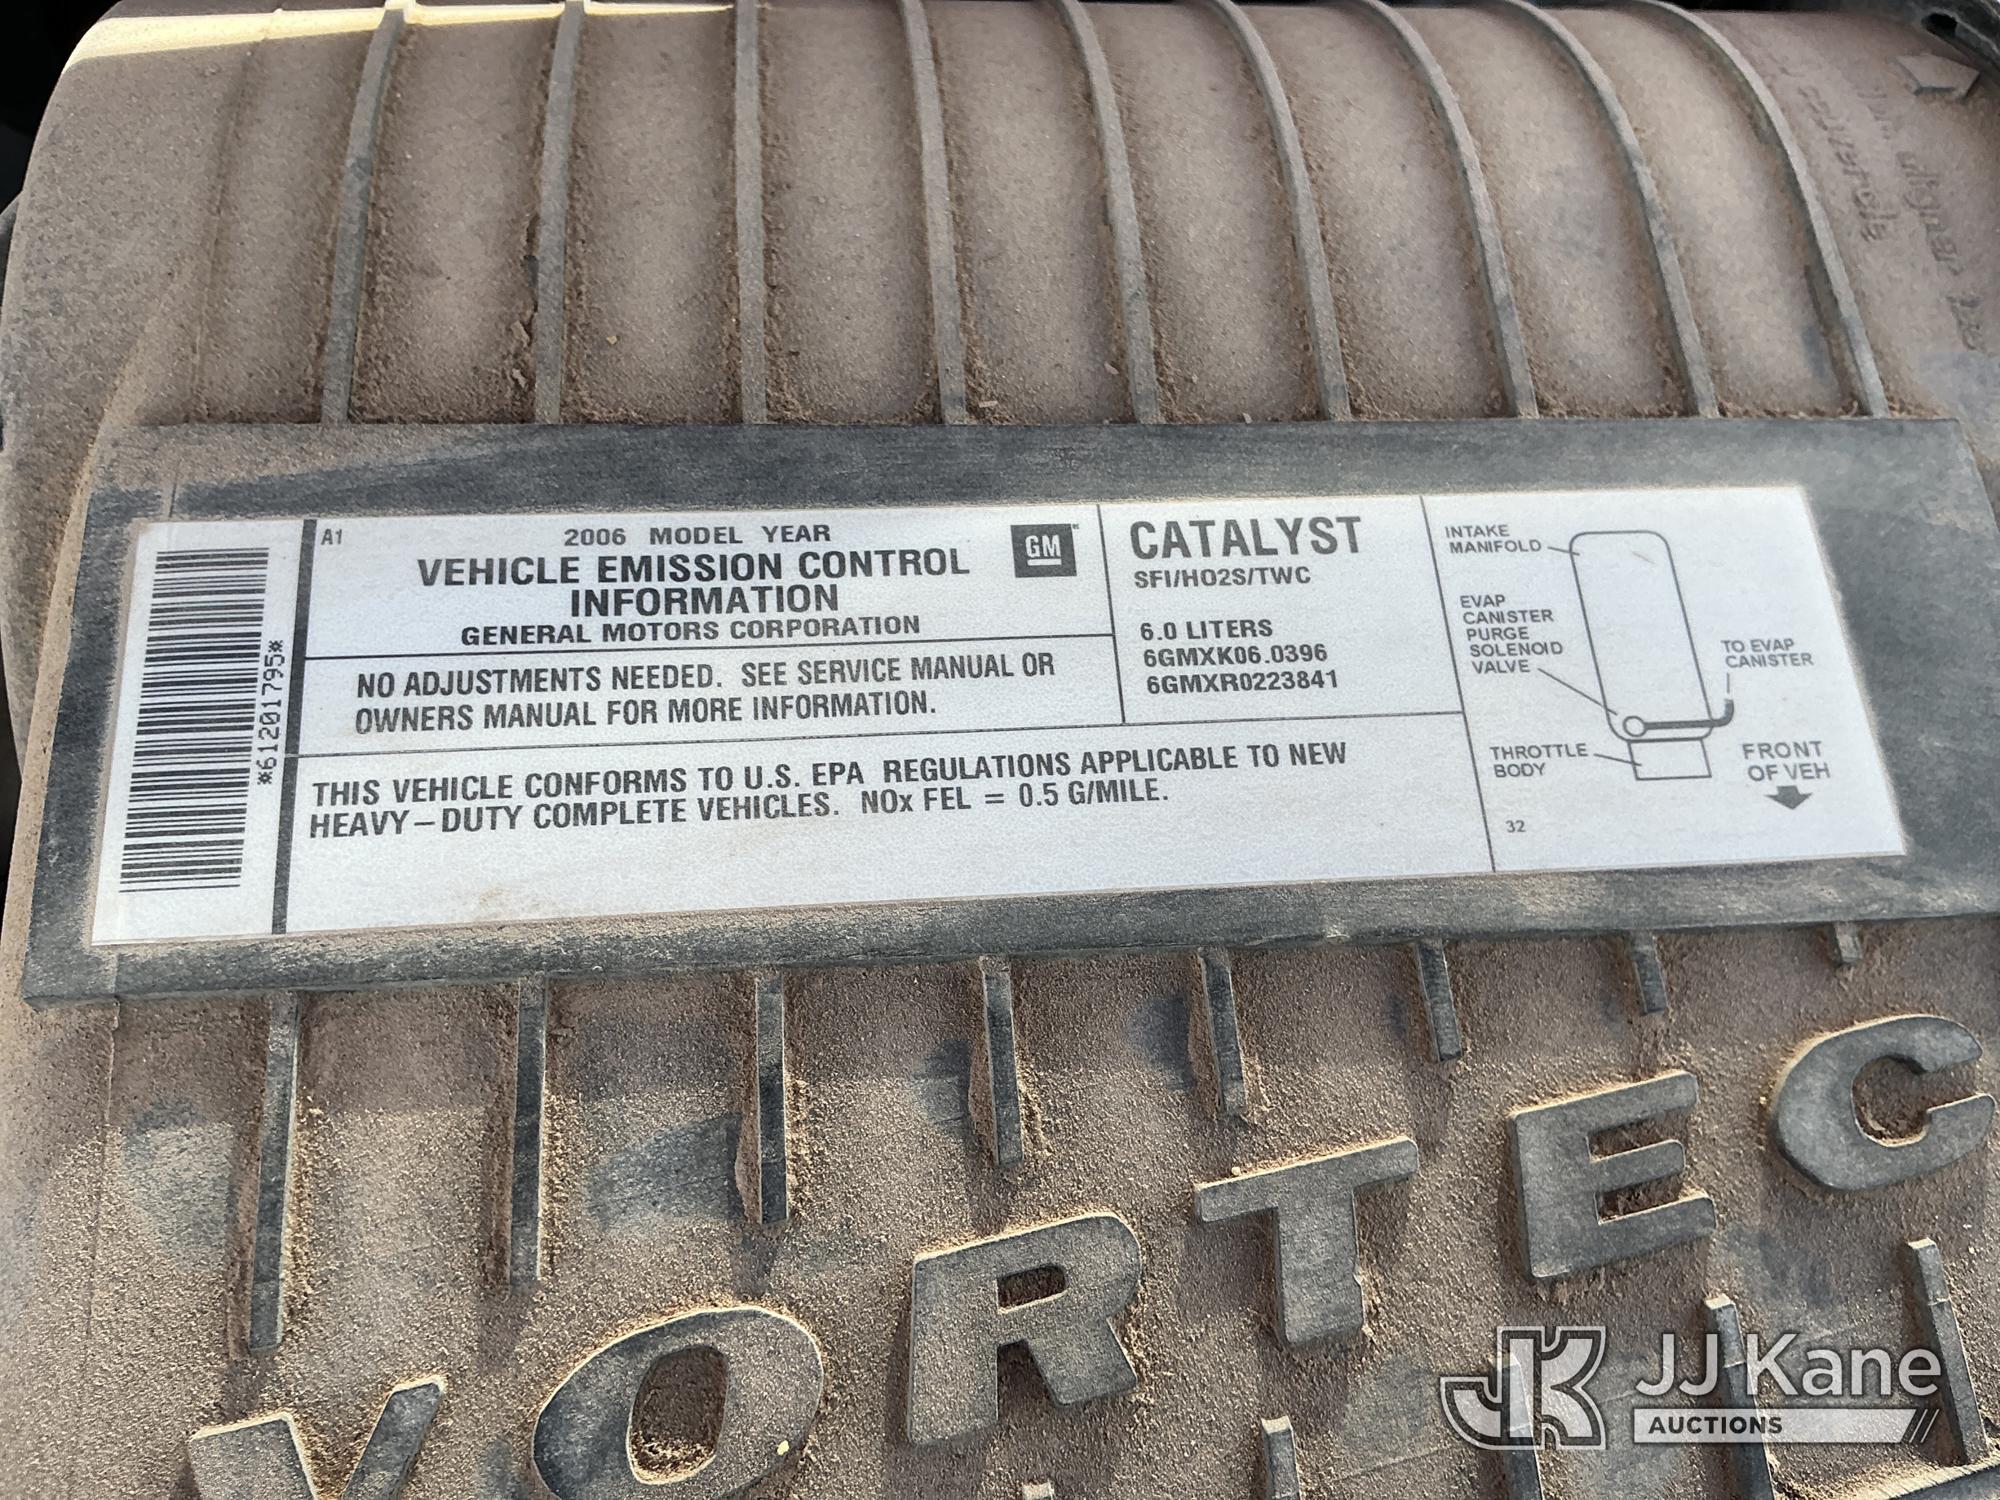 A1
2006 MODEL YEAR
VEHICLE EMISSION CONTROL
INFORMATION
GENERAL MOTORS CORPORATION
GM
NO ADJUSTMENTS NEEDED. SEE SERVICE MANUAL OR
OWNERS MANUAL FOR MORE INFORMATION.
THIS VEHICLE CONFORMS TO U.S. EPA REGULATIONS APPLICABLE TO NEW
HEAVY-DUTY COMPLETE VEHICLES. NOx FEL = 0.5 G/MILE.
*61201795*
CATALYST
SFI/HO2S/TWC
6.0 LITERS
6GMXK06.0396
6GMXR0223841
INTAKE
MANIFOLD
EVAP
CANISTER
PURGE
SOLENOID
VALVE
TO EVAP
CANISTER
THROTTLE
BODY
FRONT
OF VEH
32
VORTEC
JK
JJ Kane
AUCTIONS